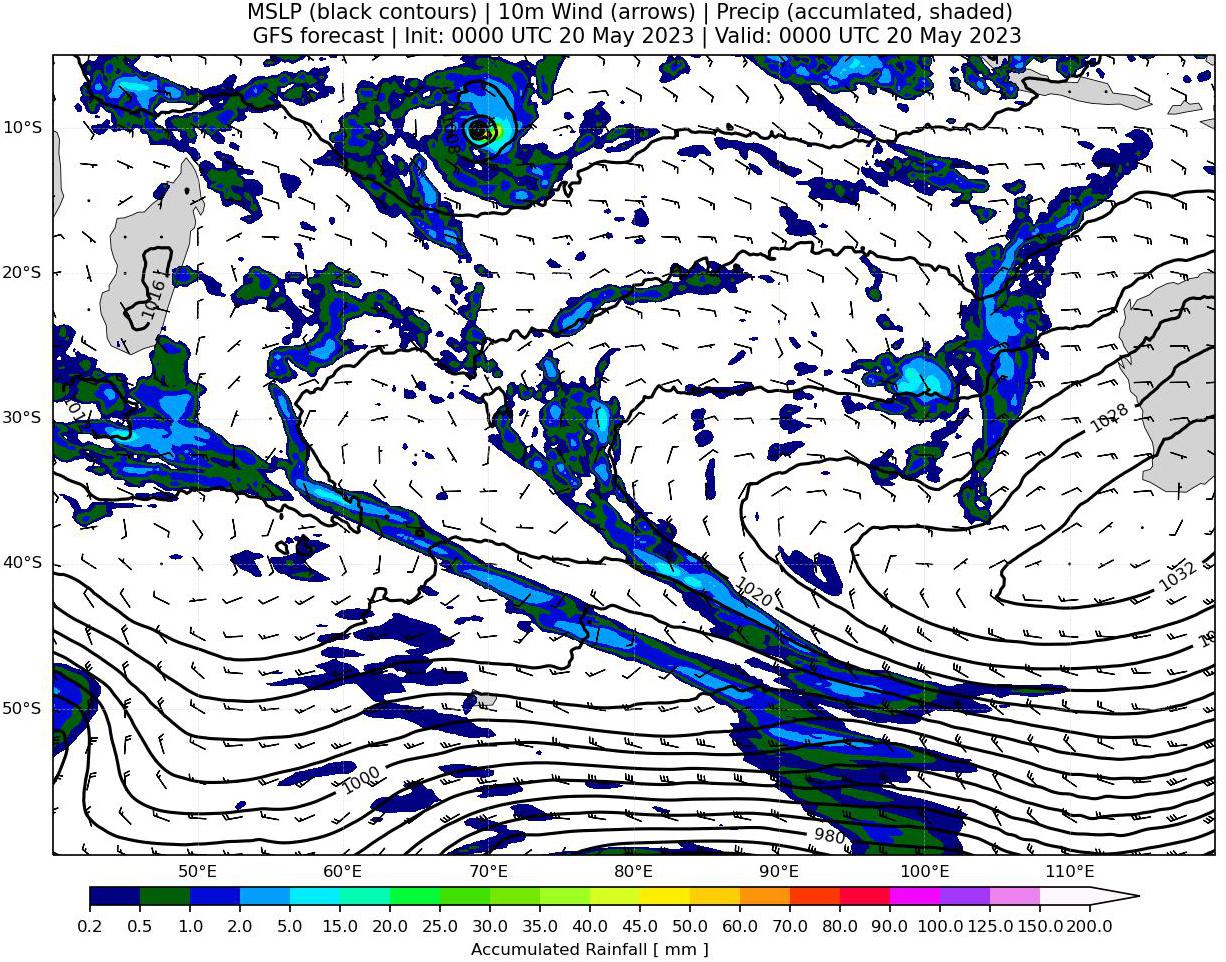 MSLP (black contours) | 10m Wind (arrows) | Precip (accumlated, shaded)
GFS forecast | Init: 0000 UTC 20 May 2023 | Valid: 0000 UTC 20 May 2023
10°S
20°S
1016
30°S
1028
40°S
1020
1032
50°S
1000
980
50°E 60°E 70°E 80°E 90°E 100°E 110°E
0.2 0.5 1.0 2.0 5.0 10.0 15.0 20.0 25.0 30.0 35.0 40.0 45.0 50.0 60.0 70.0 80.0 90.0 100.0 125.0 150.0 200.0
Accumulated Rainfall [ mm ]